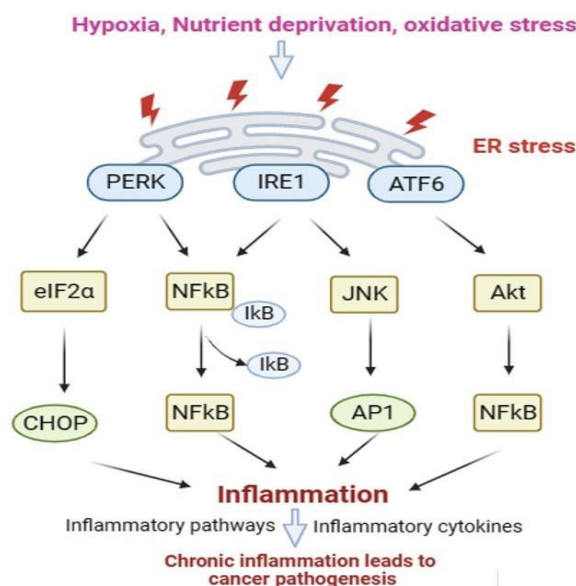 Hypoxia, Nutrient deprivation, oxidative stress
ER stress
PERK
IRE1
ATF6
eIF2α
NFkB
IkB
JNK
Akt
IkB
CHOP
NFkB
AP1
NFkB
Inflammation
Inflammatory pathways
Inflammatory cytokines
Chronic inflammation leads to
cancer pathogenesis